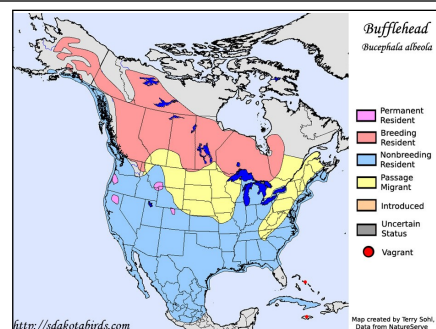 Bufflehead
Bucephala albeola
Permanent
Resident
Breeding
Resident
Nonbreeding
Resident
Passage
Migrant
Introduced
Uncertain
Status
Vagrant
http://sdakotabirds.com
Map created by Terry Sohl,
Data from NatureServe